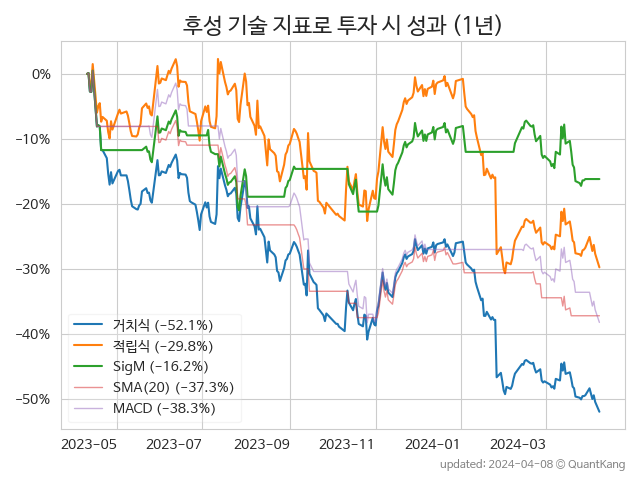 후성 기술 지표로 투자 시 성과 (1년)
0%
−10%
−20%
−30%
−40%
−50%
거치식 (−52.1%)
적립식 (−29.8%)
SigM (−16.2%)
SMA(20) (−37.3%)
MACD (−38.3%)
2023-05 2023-07 2023-09 2023-11 2024-01 2024-03
updated: 2024-04-08 © QuantKang